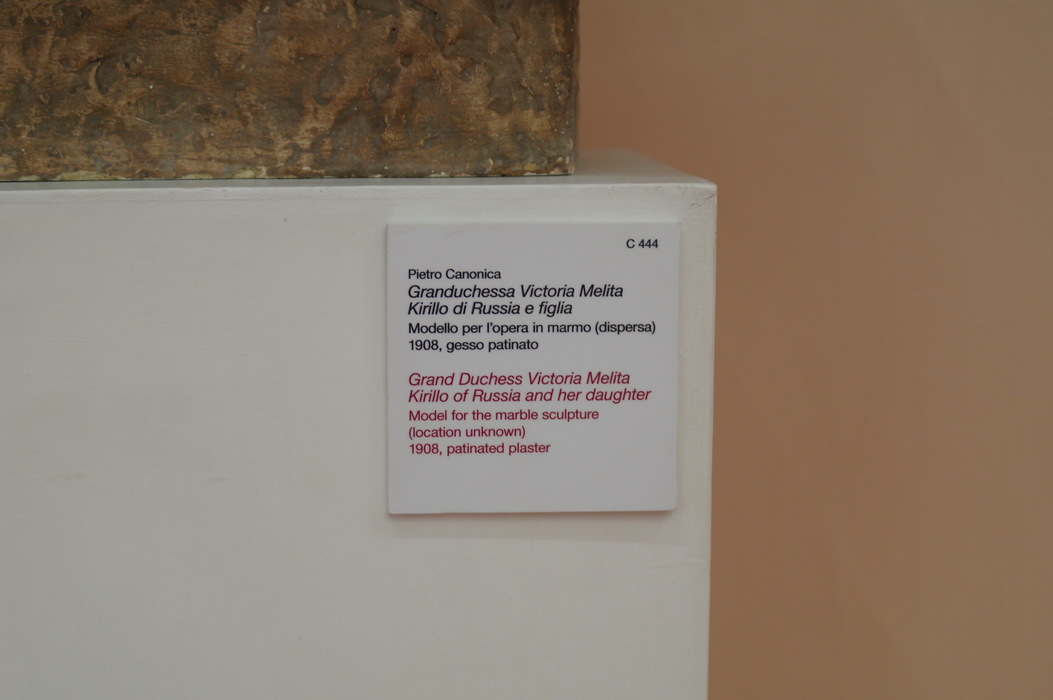 C 444
Pietro Canonica
Granduchessa Victoria Melita
Kirillo di Russia e figlia
Modello per l'opera in marmo (dispersa)
1908, gesso patinato
Grand Duchess Victoria Melita
Kirillo of Russia and her daughter
Model for the marble sculpture
(location unknown)
1908, patinated plaster